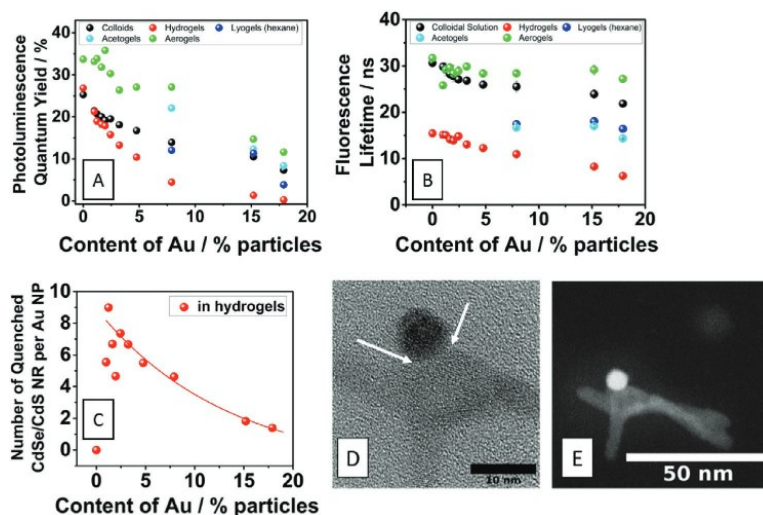 Colloids Hydrogels Lyogels (hexane)
Acetogels Aerogels
Photoluminescence
Quantum Yield / %
40
35
30
25
20
15
10
5
0
A
0 5 10 15 20
Content of Au / % particles
Colloidal Solution Hydrogels Lyogels (hexane)
Acetogels Aerogels
Fluorescence
Lifetime / ns
40
30
20
10
0
B
0 5 10 15 20
Content of Au / % particles
Number of Quenched
CdSe/CdS NR per Au NP
10
8
6
4
2
0
in hydrogels
C
0 5 10 15 20
Content of Au / % particles
D
10 nm
E
50 nm